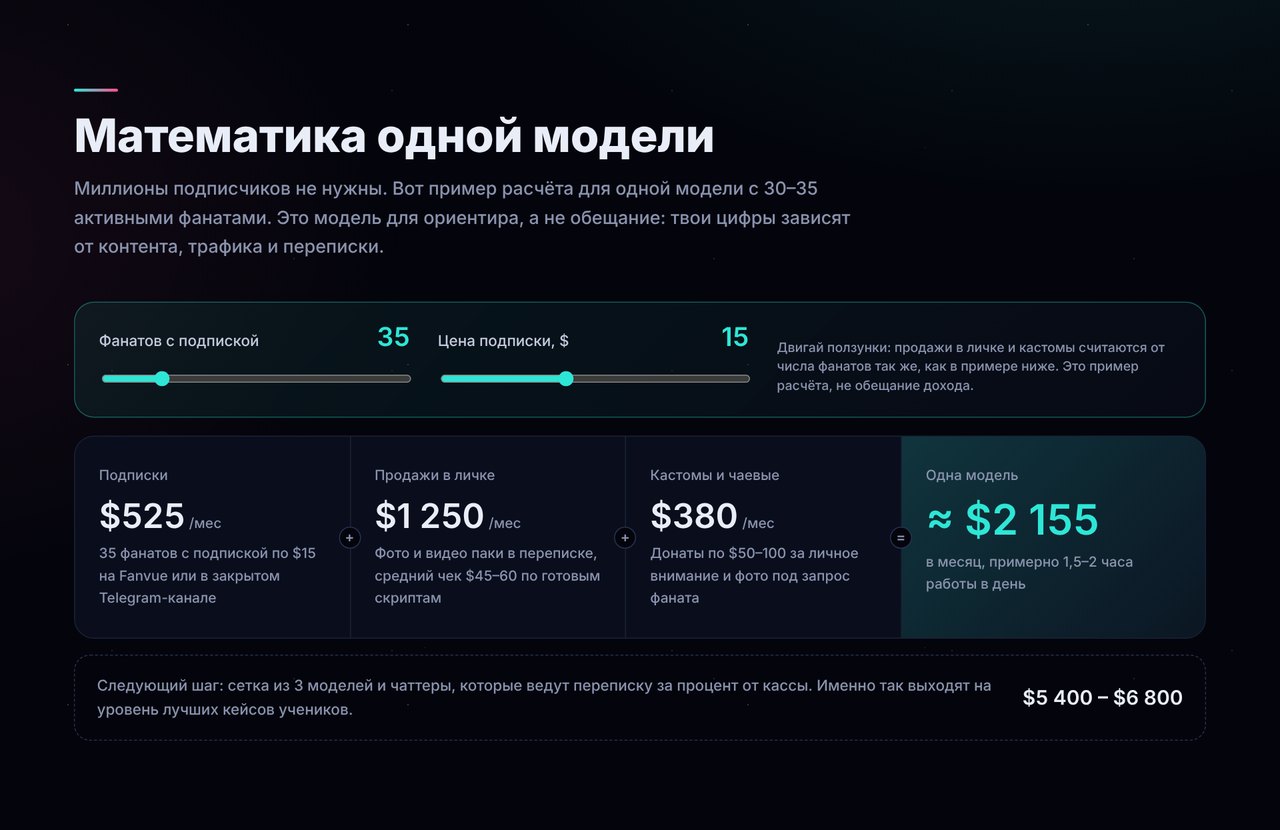 Математика одной модели
Миллионы подписчиков не нужны. Вот пример расчёта для одной модели с 30–35
активными фанатами. Это модель для ориентира, а не обещание: твои цифры зависят
от контента, трафика и переписки.
Фанатов с подпиской 35
Цена подписки, $ 15
Двигай ползунки: продажи в личке и кастомы считаются от
числа фанатов так же, как в примере ниже. Это пример
расчёта, не обещание дохода.
Подписки
$525 /мес
35 фанатов с подпиской по $15
на Fanvue или в закрытом
Telegram-канале
+
Продажи в личке
$1 250 /мес
Фото и видео паки в переписке,
средний чек $45–60 по готовым
скриптам
+
Кастомы и чаевые
$380 /мес
Донаты по $50–100 за личное
внимание и фото под запрос
фаната
=
Одна модель
≈ $2 155
в месяц, примерно 1,5–2 часа
работы в день
Следующий шаг: сетка из 3 моделей и чаттеры, которые ведут переписку за процент от кассы. Именно так выходят на
уровень лучших кейсов учеников.
$5 400 – $6 800